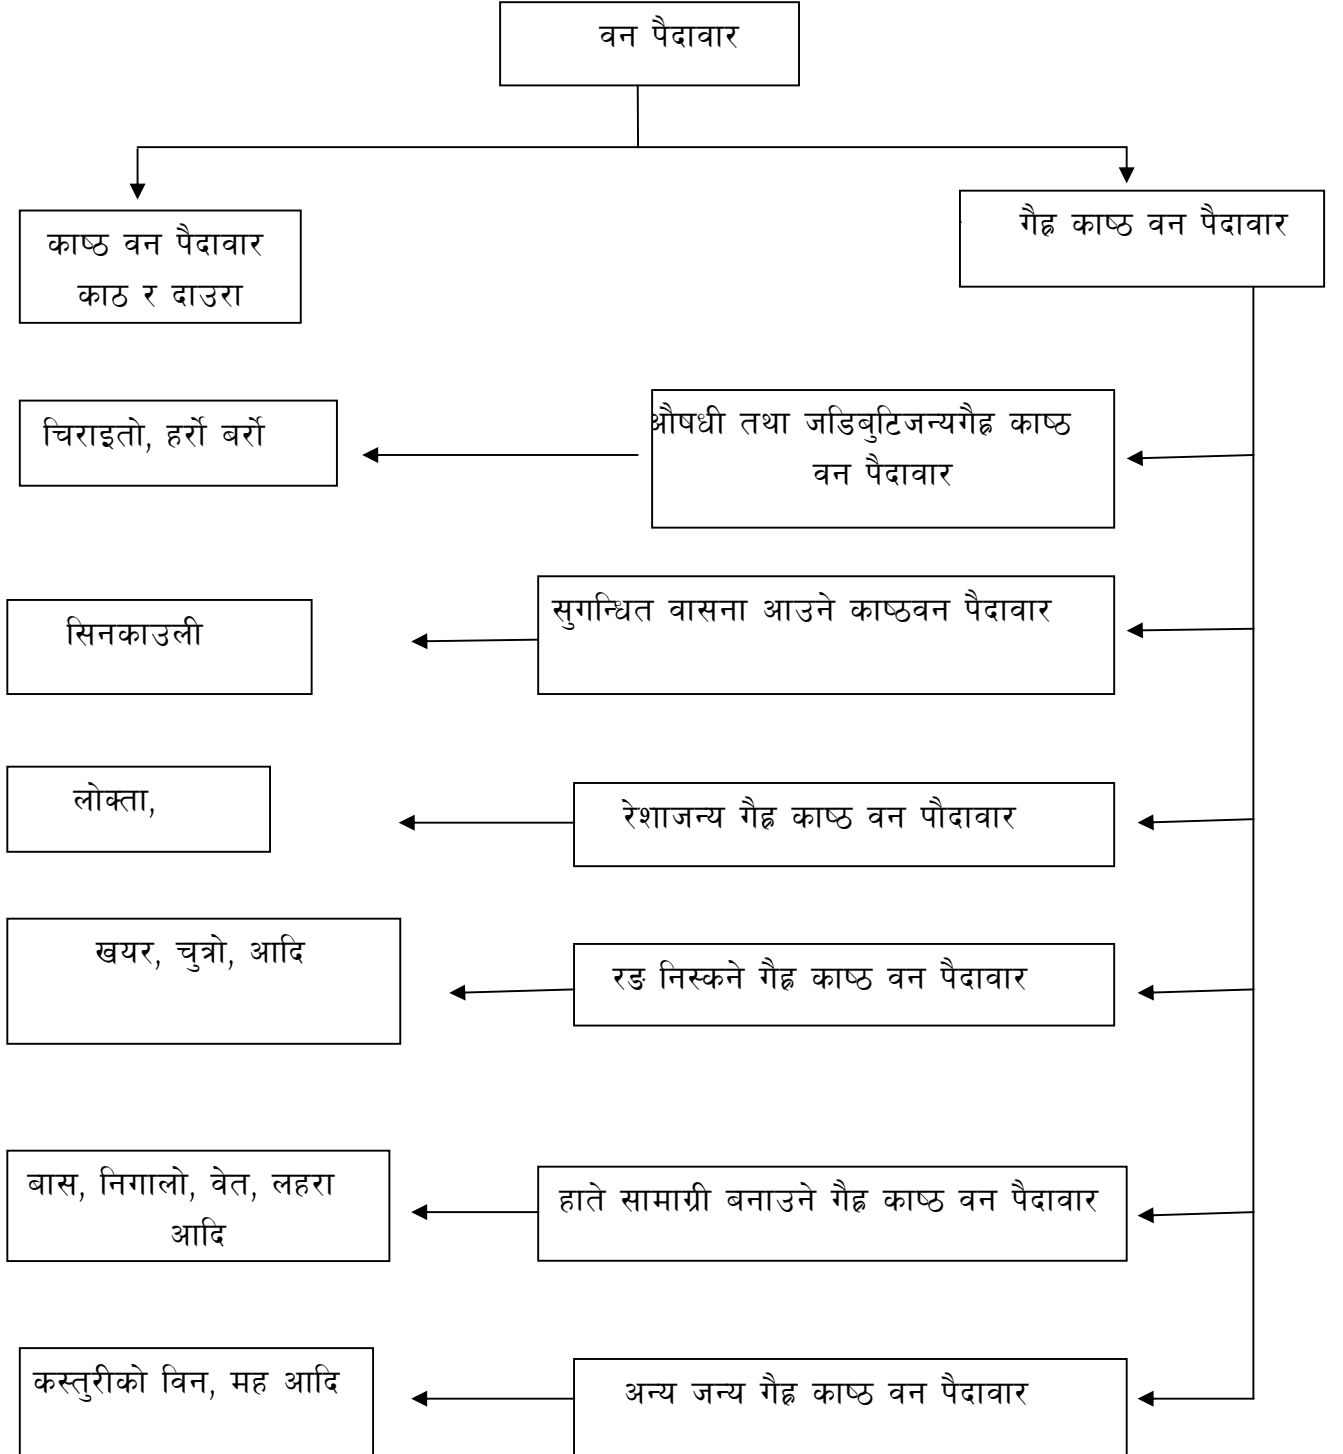 वन पैदावार
काष्ठ वन पैदावार
काठ र दाउरा
गैह्र काष्ठ वन पैदावार
चिराइतो, हर्रो बर्रो
औषधी तथा जडिबुटिजन्यगैह्र काष्ठ
वन पैदावार
सिनकाउली
सुगन्धित वासना आउने काष्ठवन पैदावार
लोक्ता,
रेशाजन्य गैह्र काष्ठ वन पौदावार
खयर, चुत्रो, आदि
रङ निस्कने गैह्र काष्ठ वन पैदावार
बास, निगालो, वेत, लहरा
आदि
हाते सामाग्री बनाउने गैह्र काष्ठ वन पैदावार
कस्तुरीको विन, मह आदि
अन्य जन्य गैह्र काष्ठ वन पैदावार